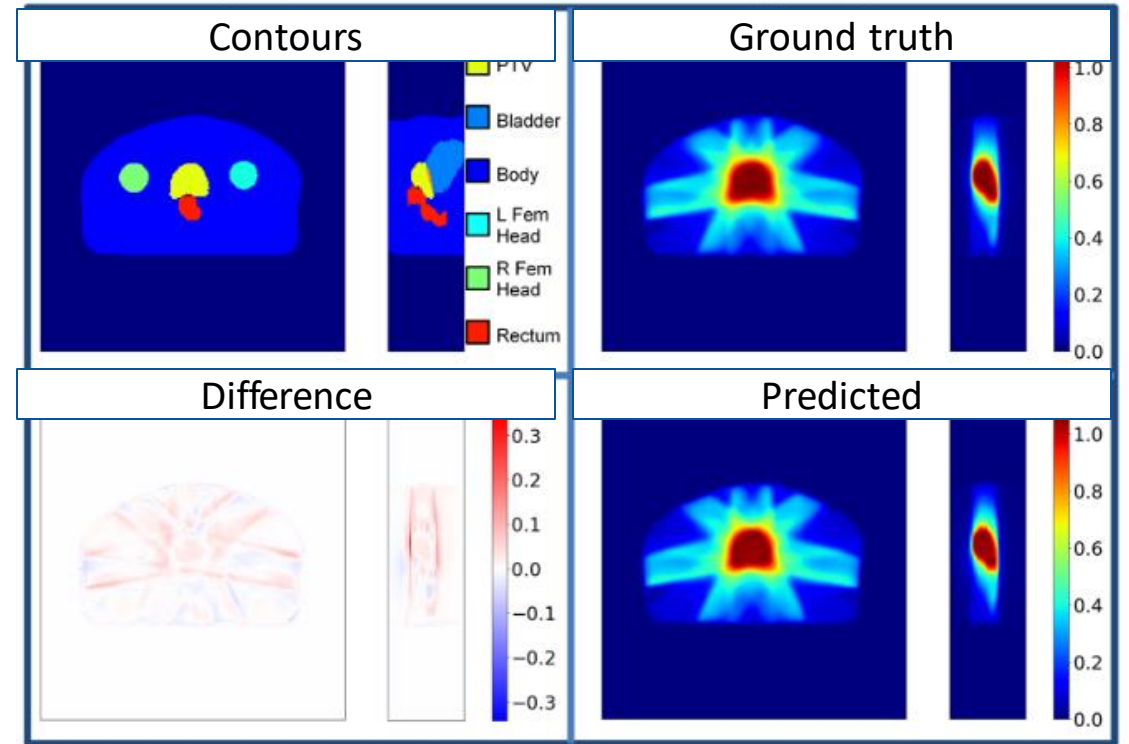 Contours
PTV
Bladder
Body
L Fem
Head
R Fem
Head
Rectum
Ground truth
1.0
0.8
0.6
0.4
0.2
0.0
Difference
0.3
0.2
0.1
0.0
−0.1
−0.2
−0.3
Predicted
1.0
0.8
0.6
0.4
0.2
0.0